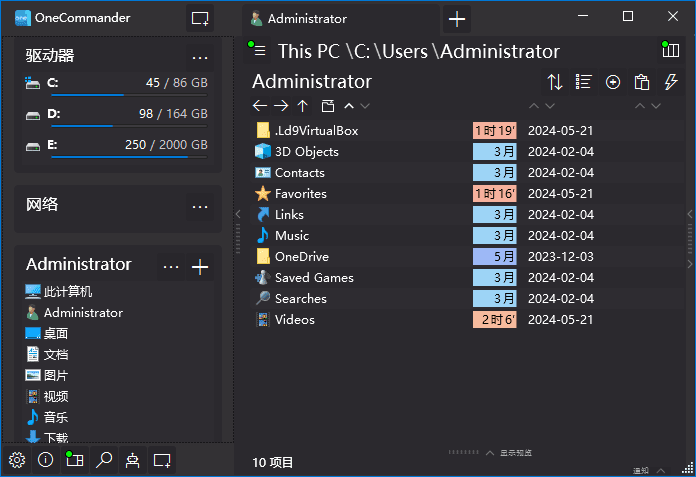 OneCommander
Administrator
驱动器
C: 45 / 86 GB
D: 98 / 164 GB
E: 250 / 2000 GB
网络
Administrator
此计算机
Administrator
桌面
文档
图片
视频
音乐
下载
This PC \C: \Users \Administrator
Administrator
.Ld9VirtualBox 1时19' 2024-05-21
3D Objects 3月 2024-02-04
Contacts 3月 2024-02-04
Favorites 1时16' 2024-05-21
Links 3月 2024-02-04
Music 3月 2024-02-04
OneDrive 5月 2023-12-03
Saved Games 3月 2024-02-04
Searches 3月 2024-02-04
Videos 2时6' 2024-05-21
显示预览
10 项目
通知